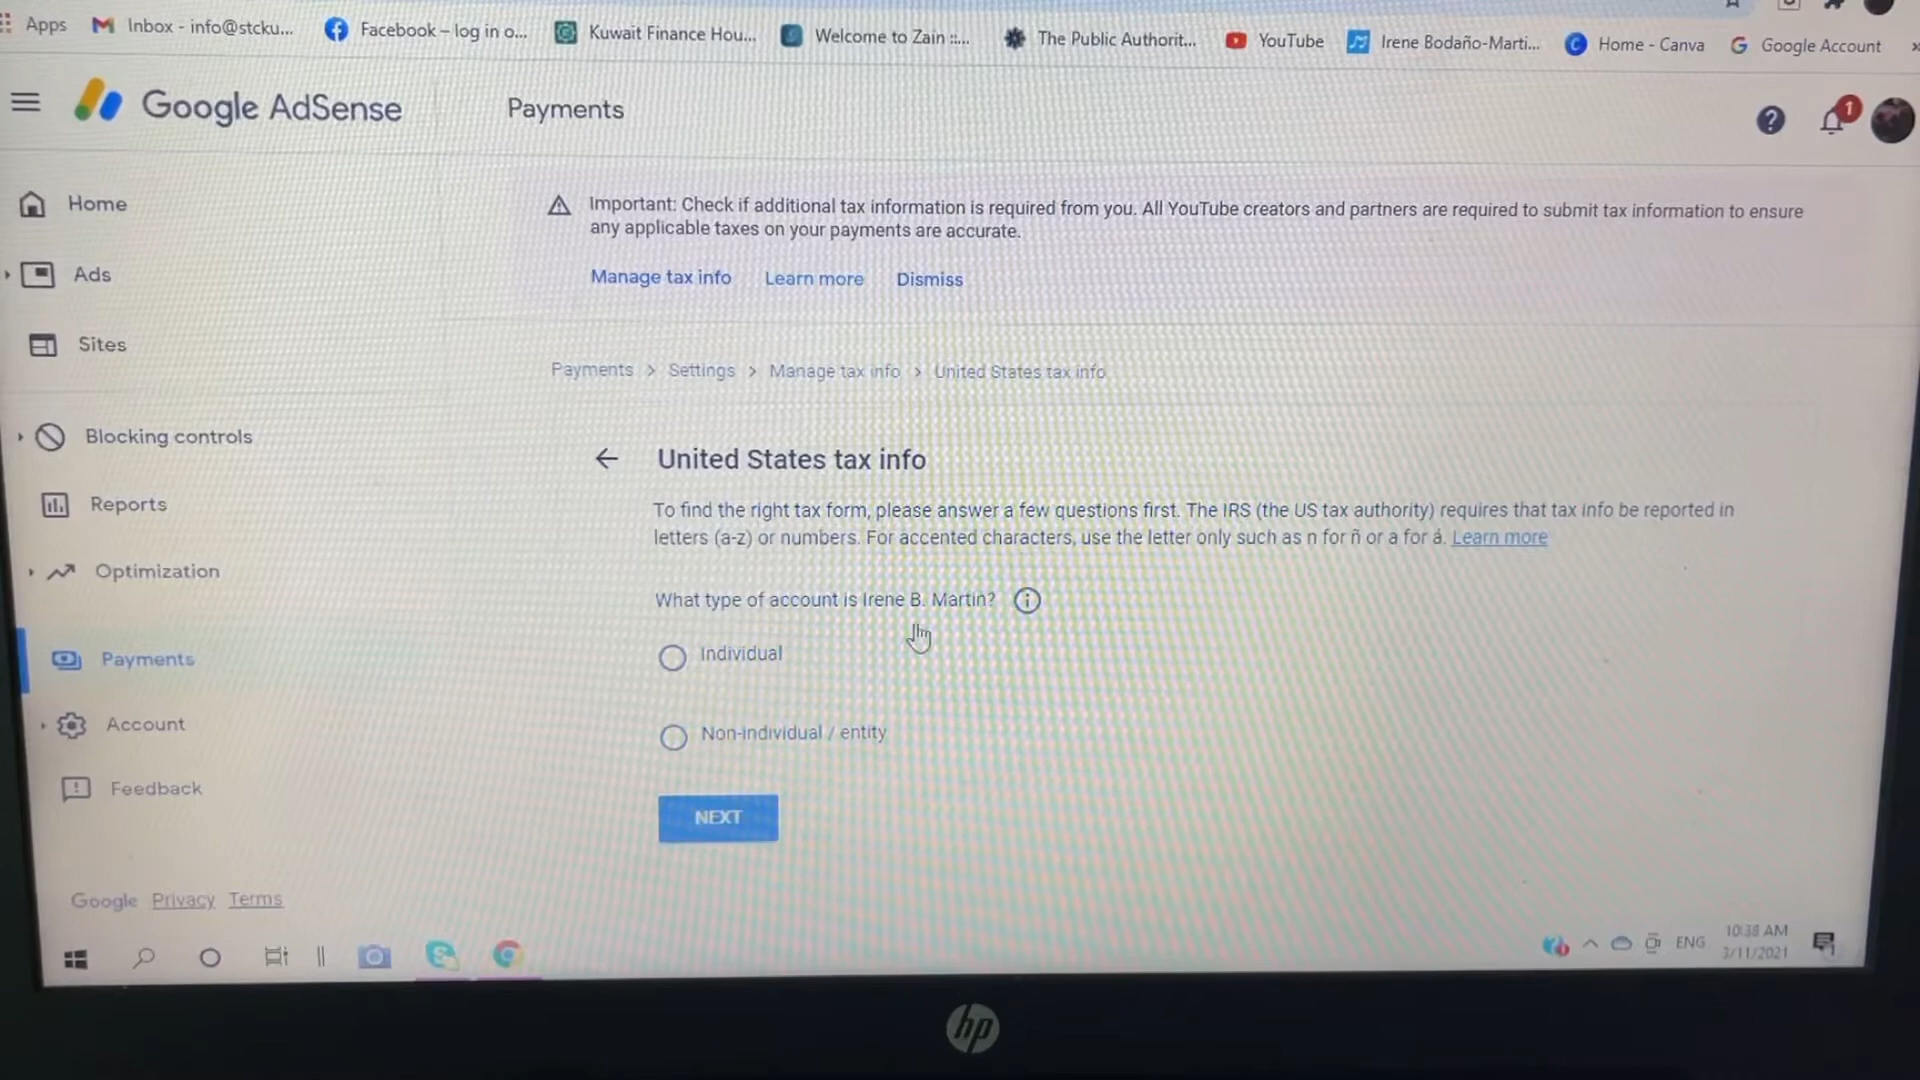 Apps
Inbox - info@stcku...
Facebook – log in o...
Kuwait Finance Hou...
Welcome to Zain ::...
The Public Authorit...
YouTube
Irene Bodaño-Marti...
Home - Canva
Google Account
Google AdSense
Payments
1
Home
Ads
Sites
Blocking controls
Reports
Optimization
Payments
Account
Feedback
Google Privacy Terms
Important: Check if additional tax information is required from you. All YouTube creators and partners are required to submit tax information to ensure
any applicable taxes on your payments are accurate.
Manage tax info Learn more Dismiss
Payments > Settings > Manage tax info > United States tax info
United States tax info
To find the right tax form, please answer a few questions first. The IRS (the US tax authority) requires that tax info be reported in
letters (a-z) or numbers. For accented characters, use the letter only such as n for ñ or a for á. Learn more
What type of account is Irene B. Martin?
Individual
Non-individual / entity
NEXT
ENG
10:38 AM
3/11/2021
hp